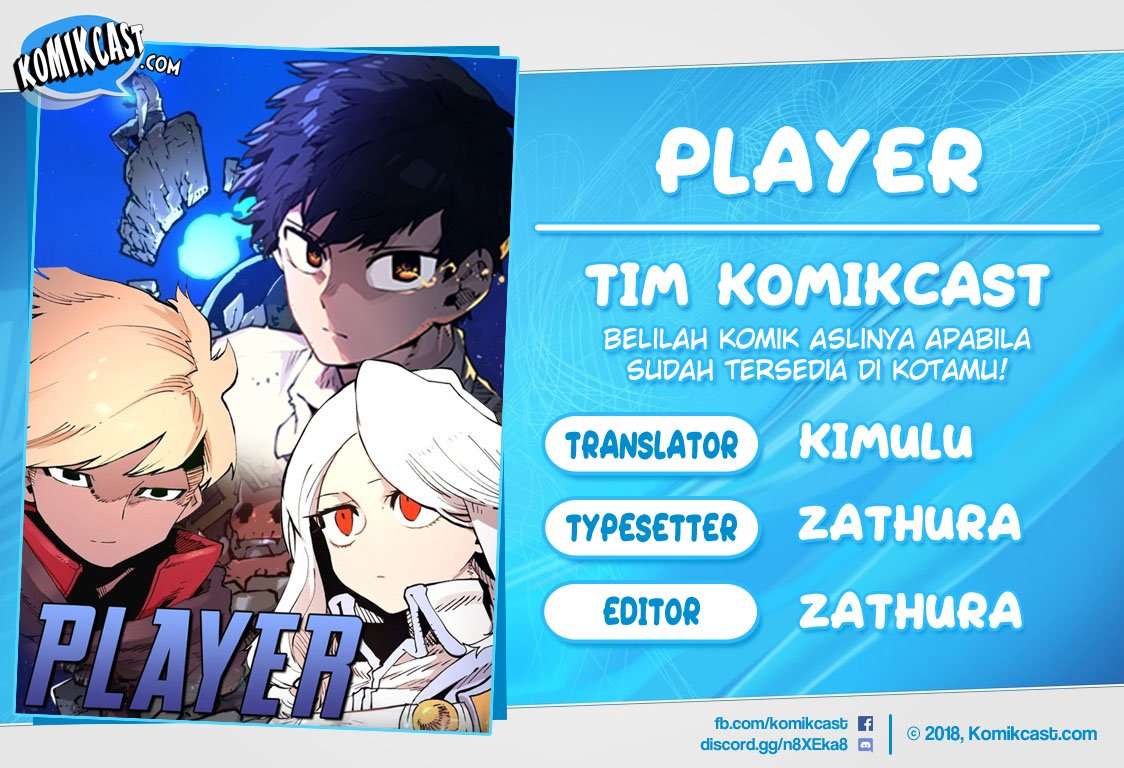 KOMIKCAST.COM
PLAYER
PLAYER
TIM KOMIKCAST
BELILAH KOMIK ASLINYA APABILA
SUDAH TERSEDIA DI KOTAMU!
TRANSLATOR KIMULU
TYPESETTER ZATHURA
EDITOR ZATHURA
fb.com/komikcast
discord.gg/n8XEka8
© 2018, Komikcast.com